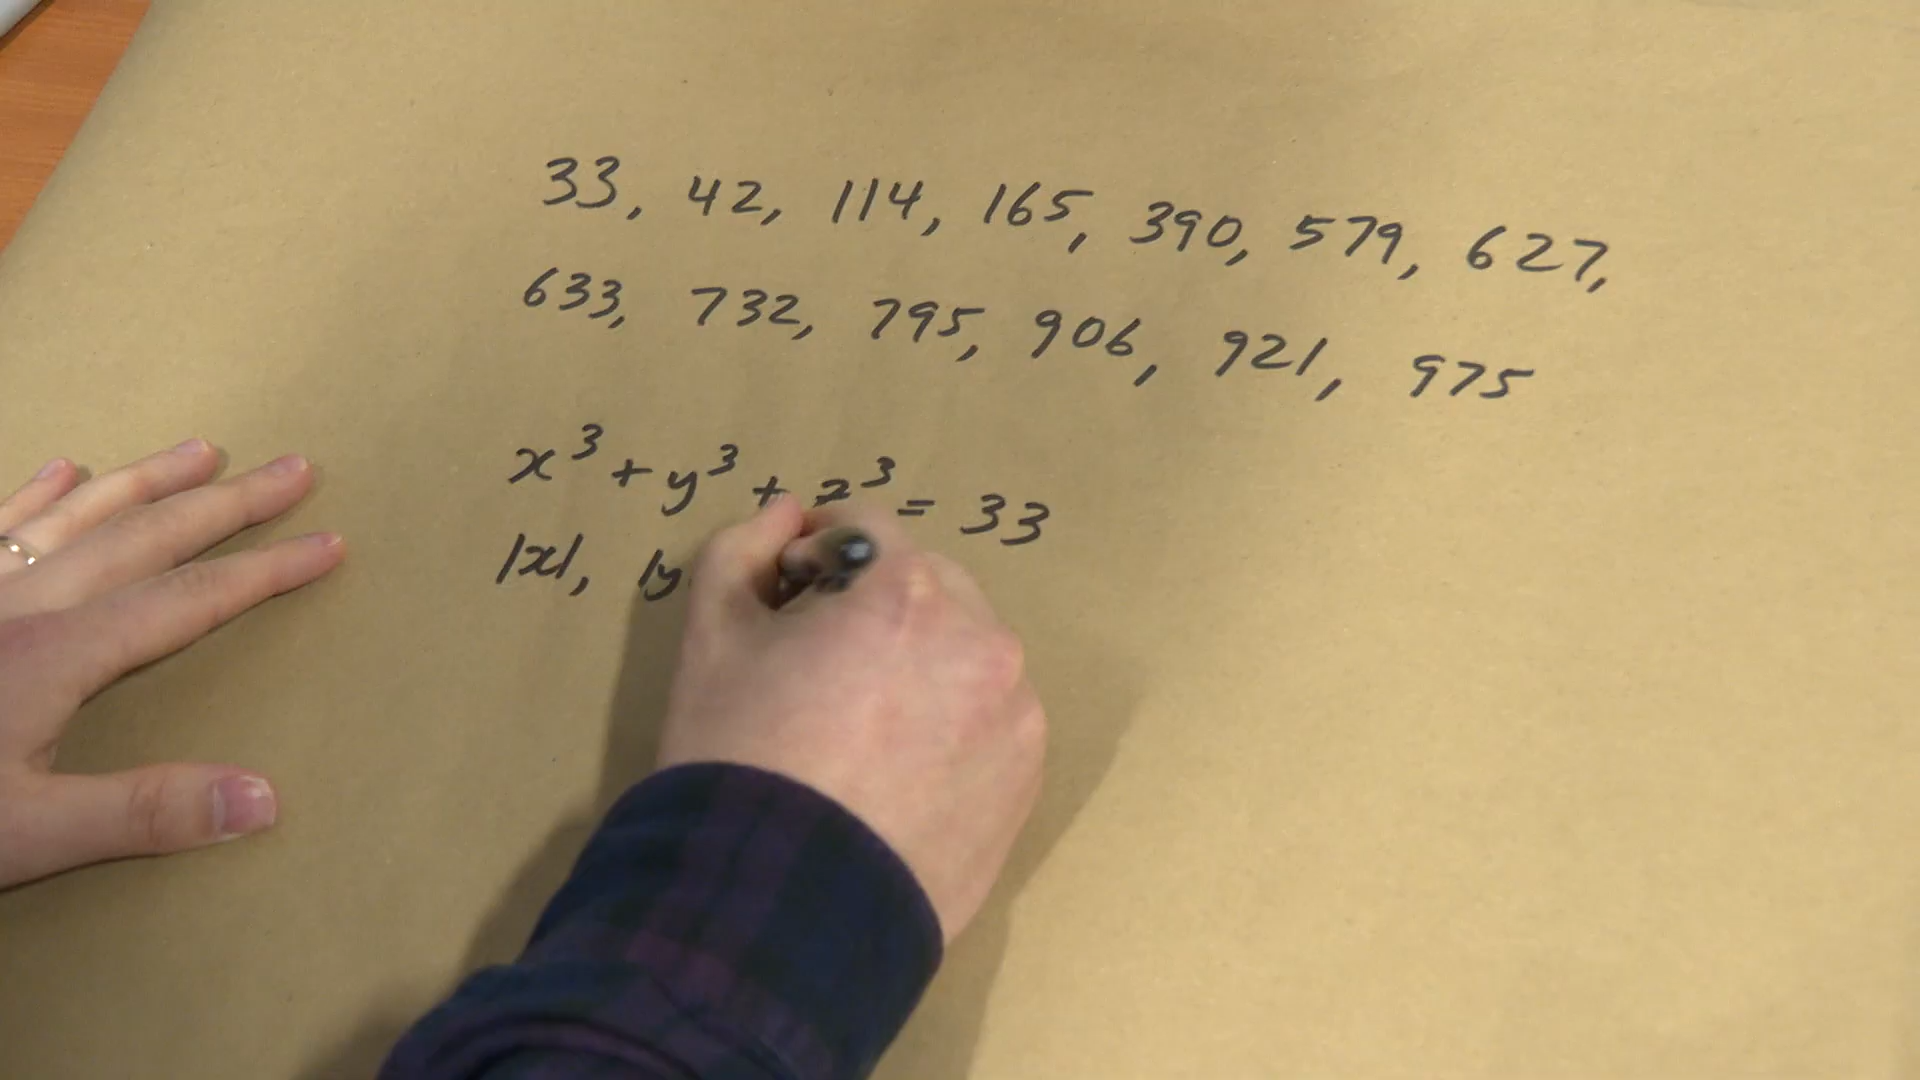 33, 42, 114, 165, 390, 579, 627,
633, 732, 795, 906, 921, 975
x³ + y³ + z³ = 33
|x|, |y